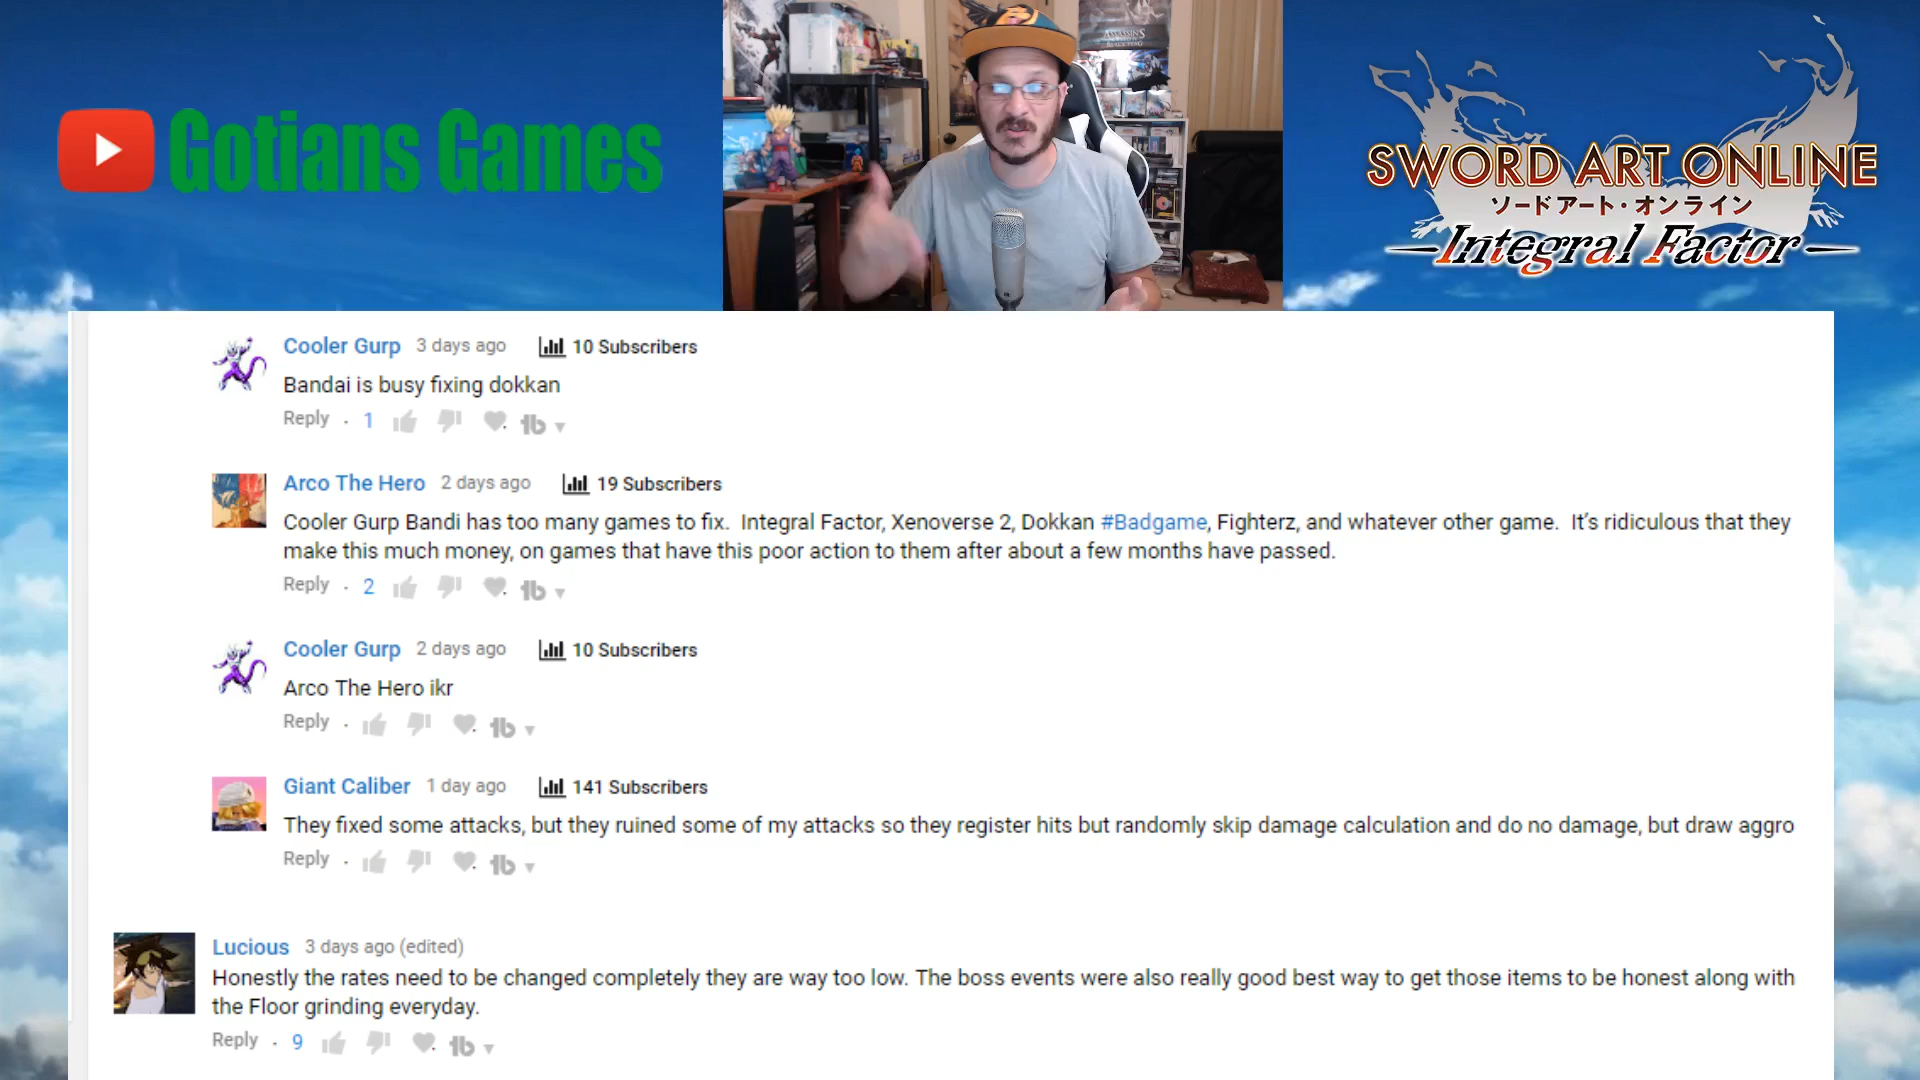 Gotians Games
ASSASSIN'S
SWORD ART ONLINE
ソードアート・オンライン
Integral Factor
Cooler Gurp 3 days ago 10 Subscribers
Bandai is busy fixing dokkan
Reply . 1
Arco The Hero 2 days ago 19 Subscribers
Cooler Gurp Bandi has too many games to fix. Integral Factor, Xenoverse 2, Dokkan #Badgame, Fighterz, and whatever other game. It's ridiculous that they
make this much money, on games that have this poor action to them after about a few months have passed.
Reply . 2
Cooler Gurp 2 days ago 10 Subscribers
Arco The Hero ikr
Reply .
Giant Caliber 1 day ago 141 Subscribers
They fixed some attacks, but they ruined some of my attacks so they register hits but randomly skip damage calculation and do no damage, but draw aggro
Reply .
Lucious 3 days ago (edited)
Honestly the rates need to be changed completely they are way too low. The boss events were also really good best way to get those items to be honest along with
the Floor grinding everyday.
Reply . 9